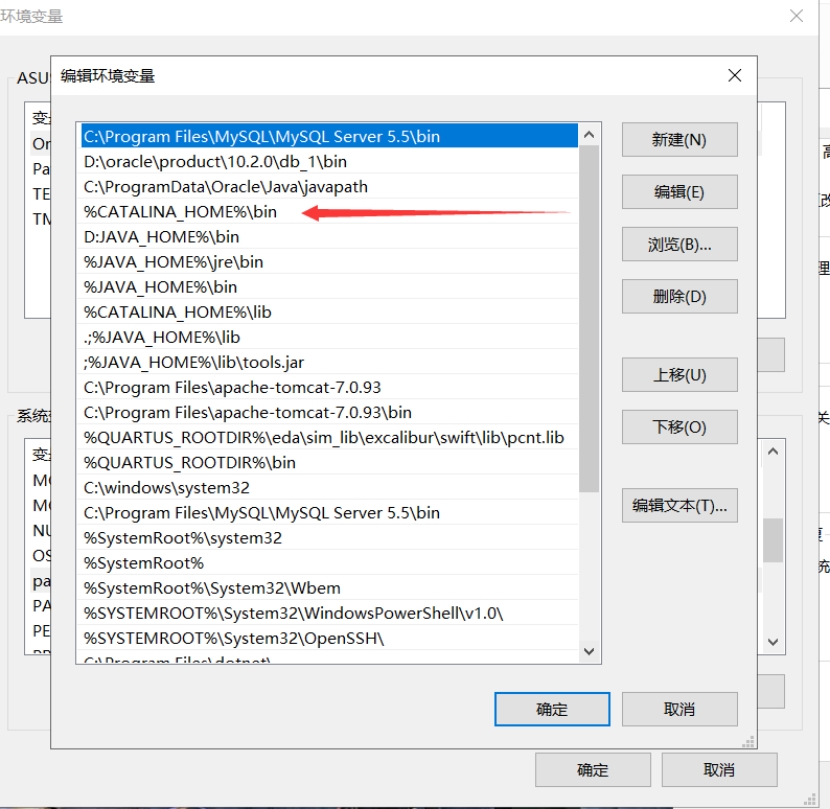 环境变量
编辑环境变量
C:\Program Files\MySQL\MySQL Server 5.5\bin
D:\oracle\product\10.2.0\db_1\bin
C:\ProgramData\Oracle\Java\javapath
%CATALINA_HOME%\bin
D:JAVA_HOME%\bin
%JAVA_HOME%\jre\bin
%JAVA_HOME%\bin
%CATALINA_HOME%\lib
.;%JAVA_HOME%\lib
;%JAVA_HOME%\lib\tools.jar
C:\Program Files\apache-tomcat-7.0.93
C:\Program Files\apache-tomcat-7.0.93\bin
%QUARTUS_ROOTDIR%\eda\sim_lib\excalibur\swift\lib\pcnt.lib
%QUARTUS_ROOTDIR%\bin
C:\windows\system32
C:\Program Files\MySQL\MySQL Server 5.5\bin
%SystemRoot%\system32
%SystemRoot%
%SystemRoot%\System32\Wbem
%SYSTEMROOT%\System32\WindowsPowerShell\v1.0\
%SYSTEMROOT%\System32\OpenSSH\
C:\Program Files\dotnet\
新建(N)
编辑(E)
浏览(B)...
删除(D)
上移(U)
下移(O)
编辑文本(T)...
确定
取消
ASUS
变
Or
Pa
TE
TM
系统
变
MO
MO
NU
OS
pa
PA
PE
确定
取消
高
改
理
关
统